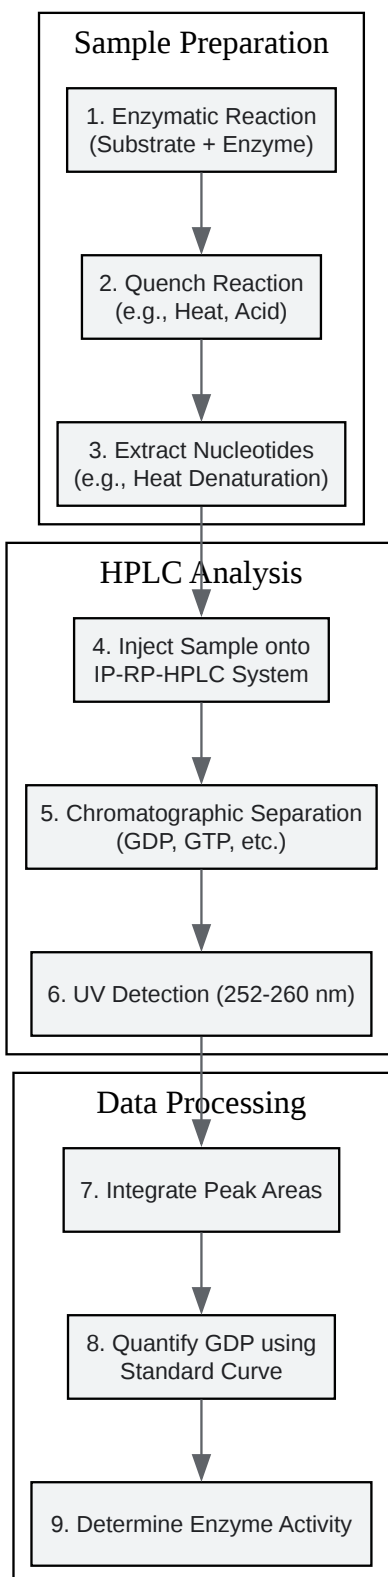 Sample Preparation
1. Enzymatic Reaction
(Substrate + Enzyme)
2. Quench Reaction
(e.g., Heat, Acid)
3. Extract Nucleotides
(e.g., Heat Denaturation)
HPLC Analysis
4. Inject Sample onto
IP-RP-HPLC System
5. Chromatographic Separation
(GDP, GTP, etc.)
6. UV Detection (252-260 nm)
Data Processing
7. Integrate Peak Areas
8. Quantify GDP using
Standard Curve
9. Determine Enzyme Activity